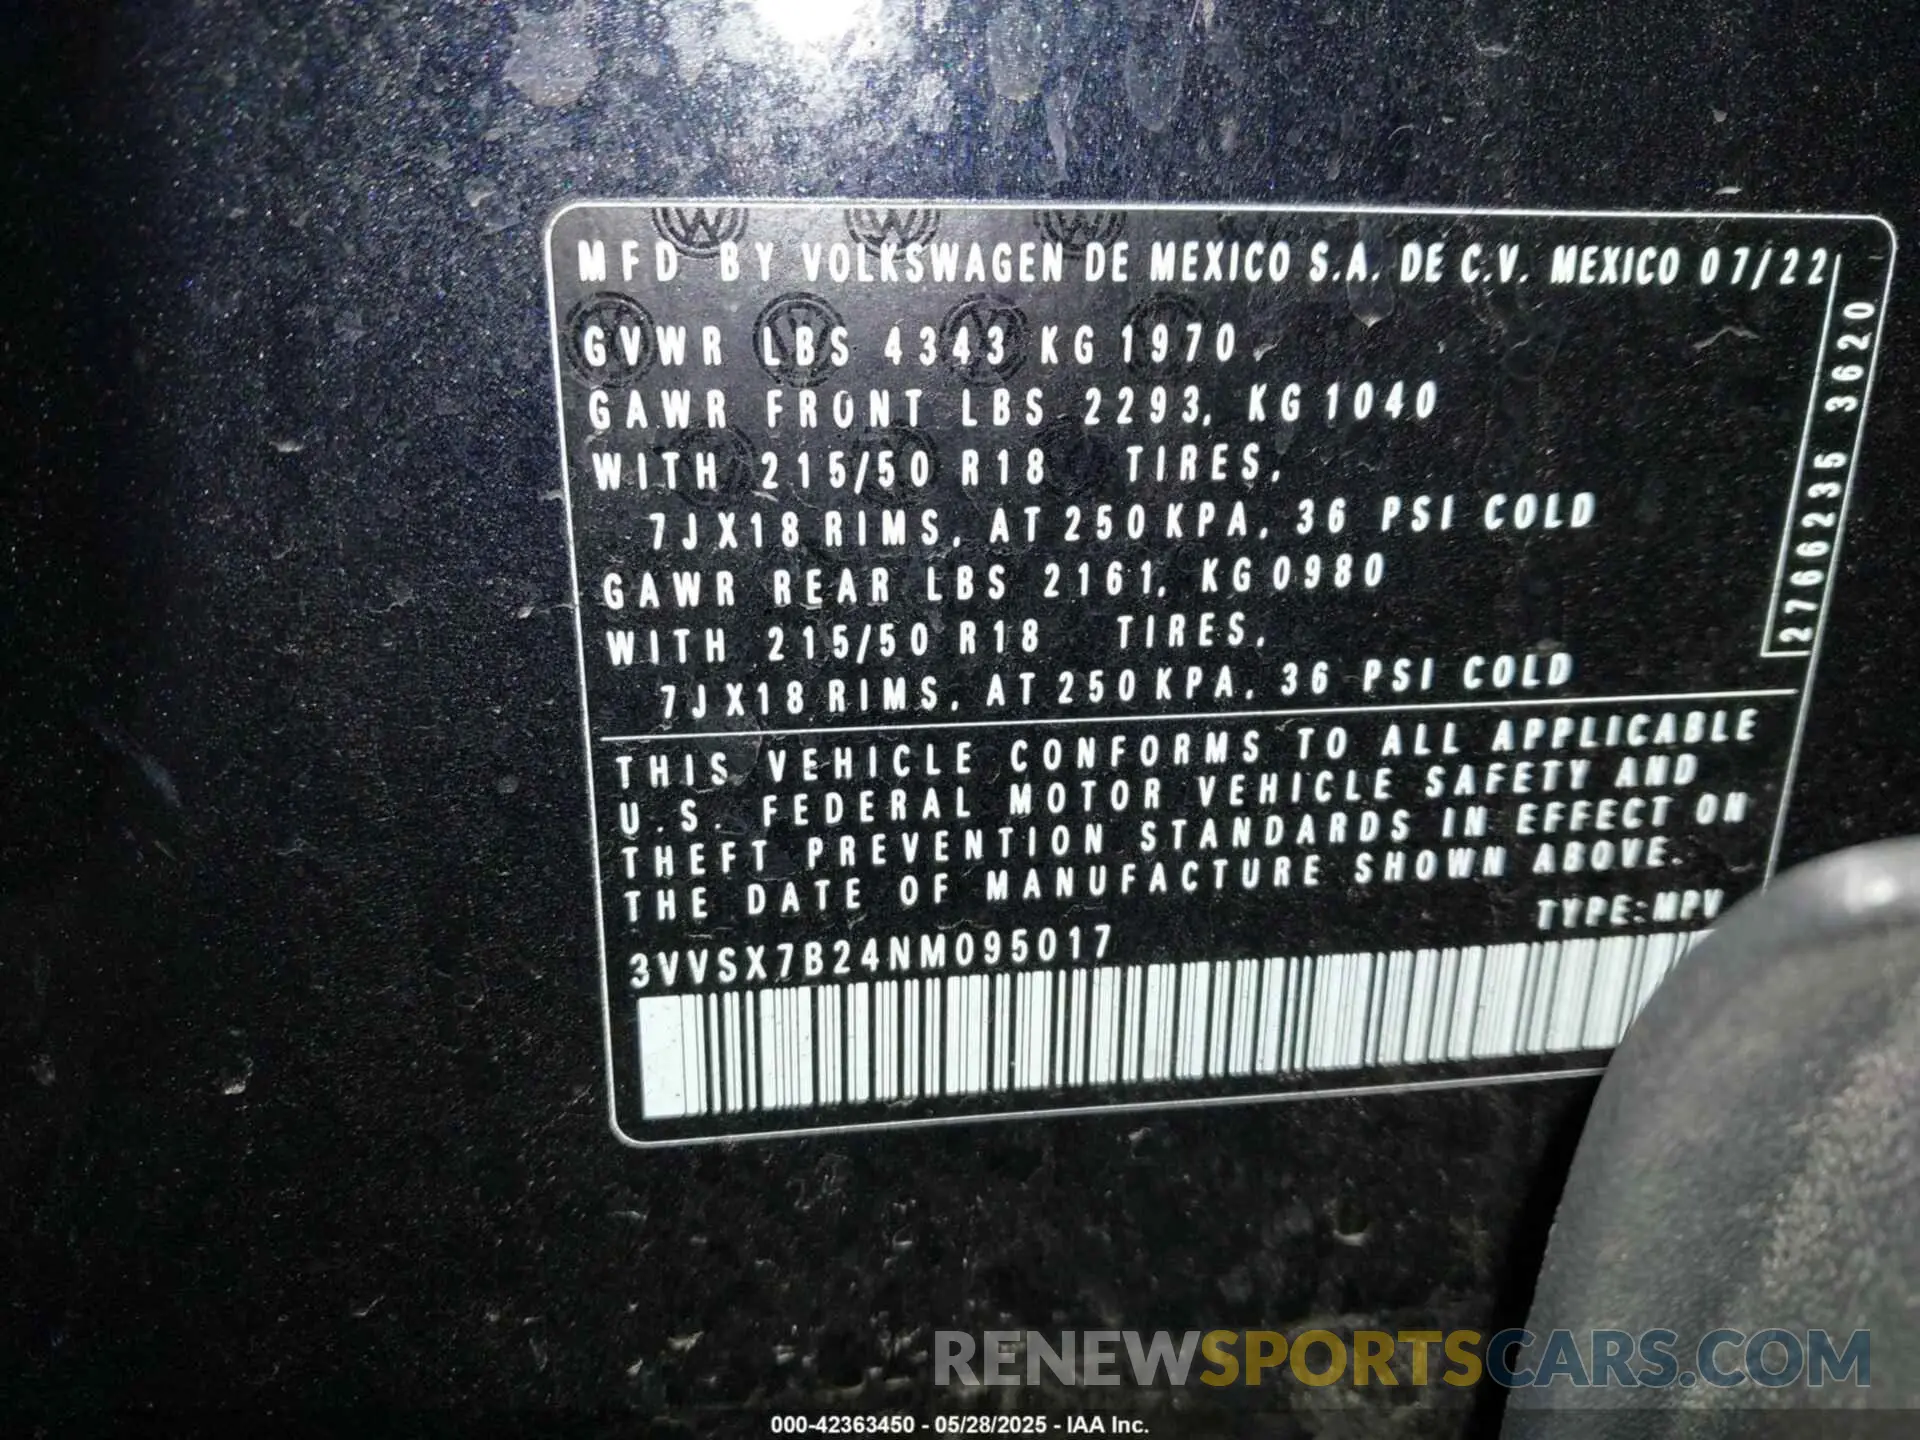 MFD BY VOLKSWAGEN DE MEXICO S.A. DE C.V. MEXICO 07/22
GVWR LBS 4343 KG 1970
GAWR FRONT LBS 2293, KG 1040
WITH 215/50 R18 TIRES,
7JX18 RIMS, AT 250 KPA, 36 PSI COLD
GAWR REAR LBS 2161, KG 0980
WITH 215/50 R18 TIRES,
7JX18 RIMS, AT 250 KPA, 36 PSI COLD
2766235 3620
THIS VEHICLE CONFORMS TO ALL APPLICABLE
U.S. FEDERAL MOTOR VEHICLE SAFETY AND
THEFT PREVENTION STANDARDS IN EFFECT ON
THE DATE OF MANUFACTURE SHOWN ABOVE.
TYPE:MPV
3VVSX7B24NM095017
RENEWSPORTSCARS.COM
000-42363450 - 05/28/2025 - IAA Inc.